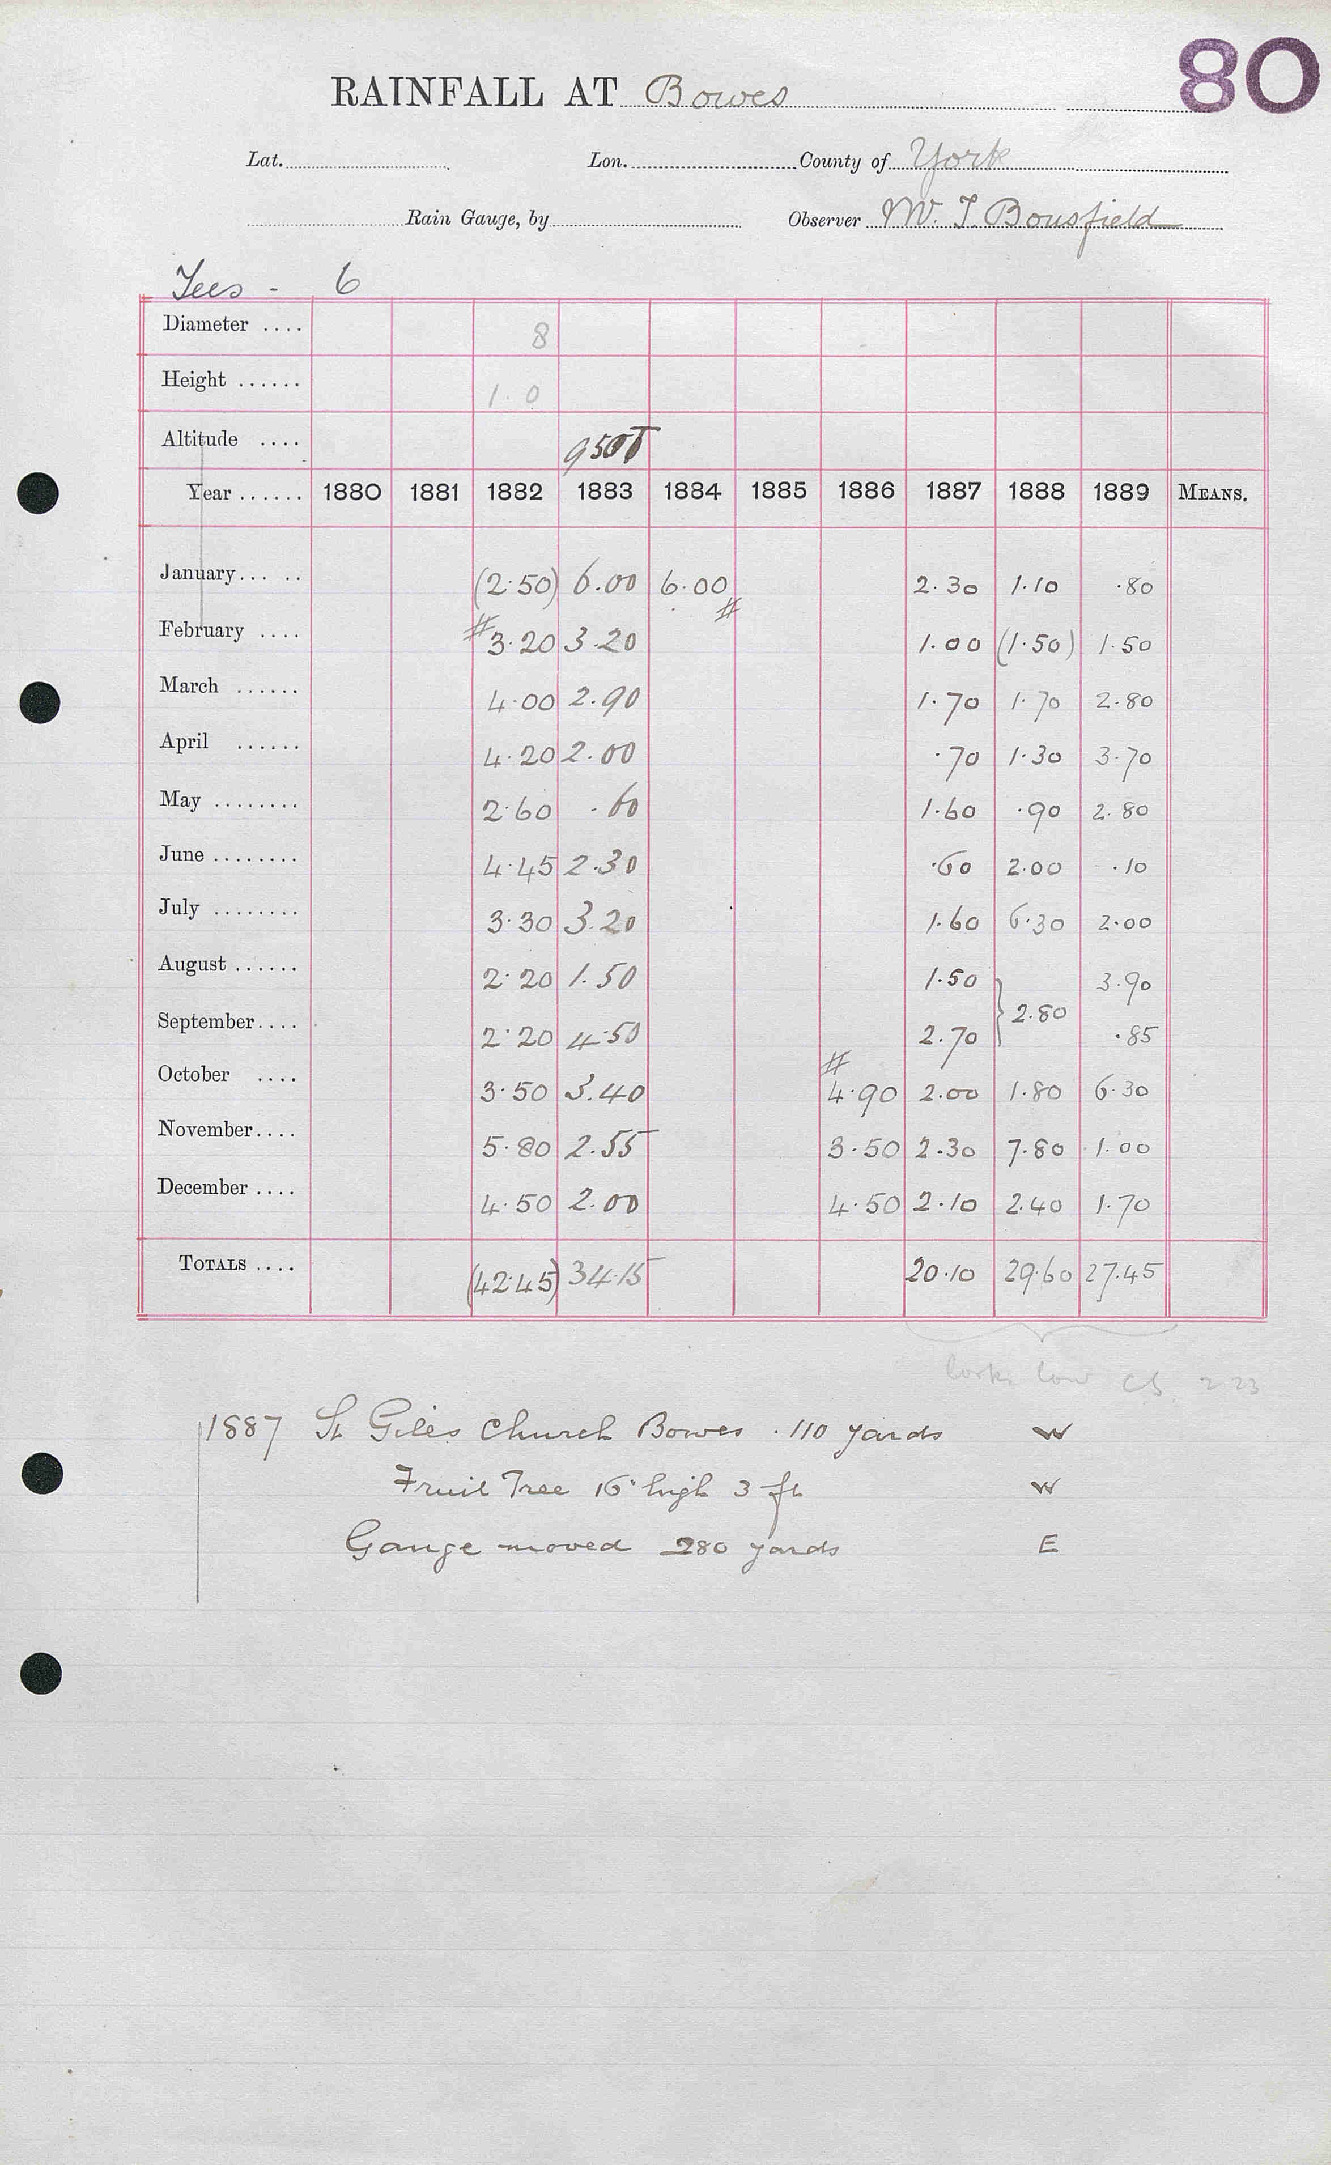 80
RAINFALL AT Bowes
Lat. Lon. County of York
Rain Gauge, by Observer W. T. Bousfield
Tees - 6
Diameter .... 8
Height ...... 1.0
Altitude .... 950T
Year ...... 1880 1881 1882 1883 1884 1885 1886 1887 1888 1889 MEANS.
January... .. (2.50) 6.00 6.00 # 2.30 1.10 .80
February .... # 3.20 3.20 1.00 (1.50) 1.50
March ...... 4.00 2.90 1.70 1.70 2.80
April ...... 4.20 2.00 .70 1.30 3.70
May ........ 2.60 .60 1.60 .90 2.80
June ........ 4.45 2.30 .60 2.00 .10
July ........ 3.30 3.20 1.60 6.30 2.00
August ...... 2.20 1.50 1.50 } 2.80 3.90
September.... 2.20 4.50 2.70 .85
October .... 3.50 3.40 # 4.90 2.00 1.80 6.30
November.... 5.80 2.55 3.50 2.30 7.80 1.00
December .... 4.50 2.00 4.50 2.10 2.40 1.70
TOTALS .... (42.45) 34.15 20.10 29.60 27.45
looks low CS 2.23
1887 St Giles Church Bowes . 110 yards W
Fruit Tree 16' high 3 ft W
Gauge moved 280 yards E